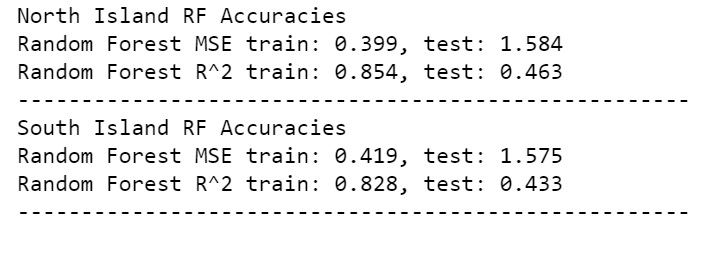 North Island RF Accuracies
Random Forest MSE train: 0.399, test: 1.584
Random Forest R^2 train: 0.854, test: 0.463
-----------------------------------------------------
South Island RF Accuracies
Random Forest MSE train: 0.419, test: 1.575
Random Forest R^2 train: 0.828, test: 0.433
-----------------------------------------------------